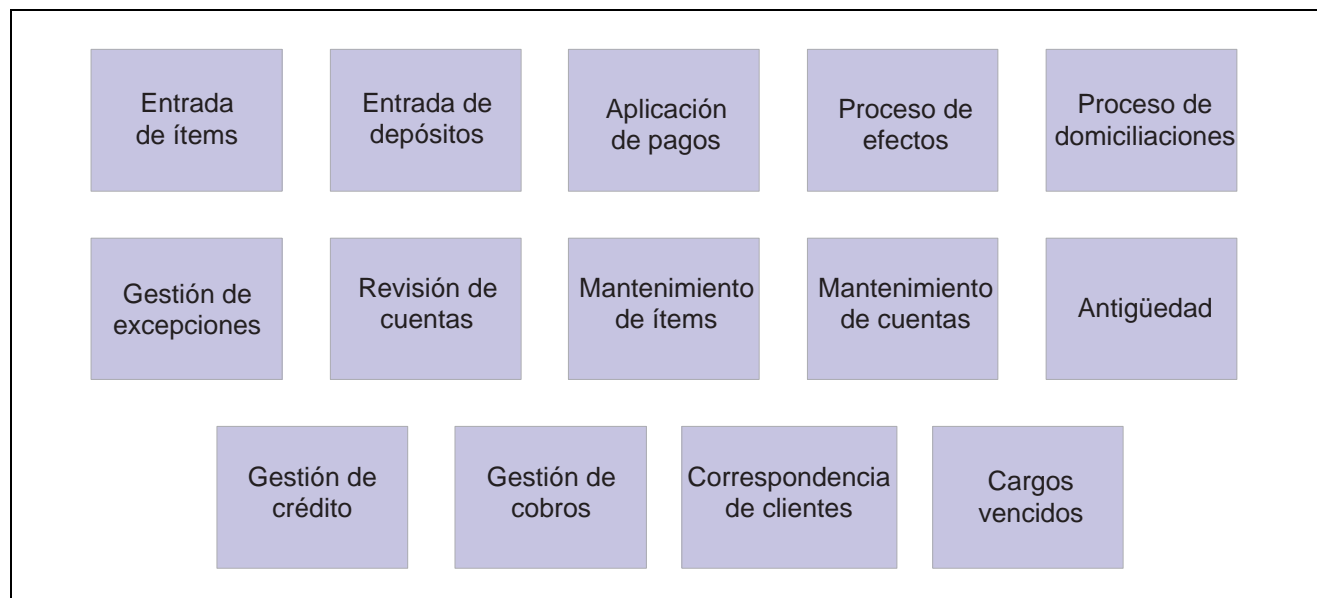 Entrada
de ítems
Entrada de
depósitos
Aplicación
de pagos
Proceso de
efectos
Proceso de
domiciliaciones
Gestión de
excepciones
Revisión de
cuentas
Mantenimiento
de ítems
Mantenimiento
de cuentas
Antigüedad
Gestión de
crédito
Gestión de
cobros
Correspondencia
de clientes
Cargos
vencidos